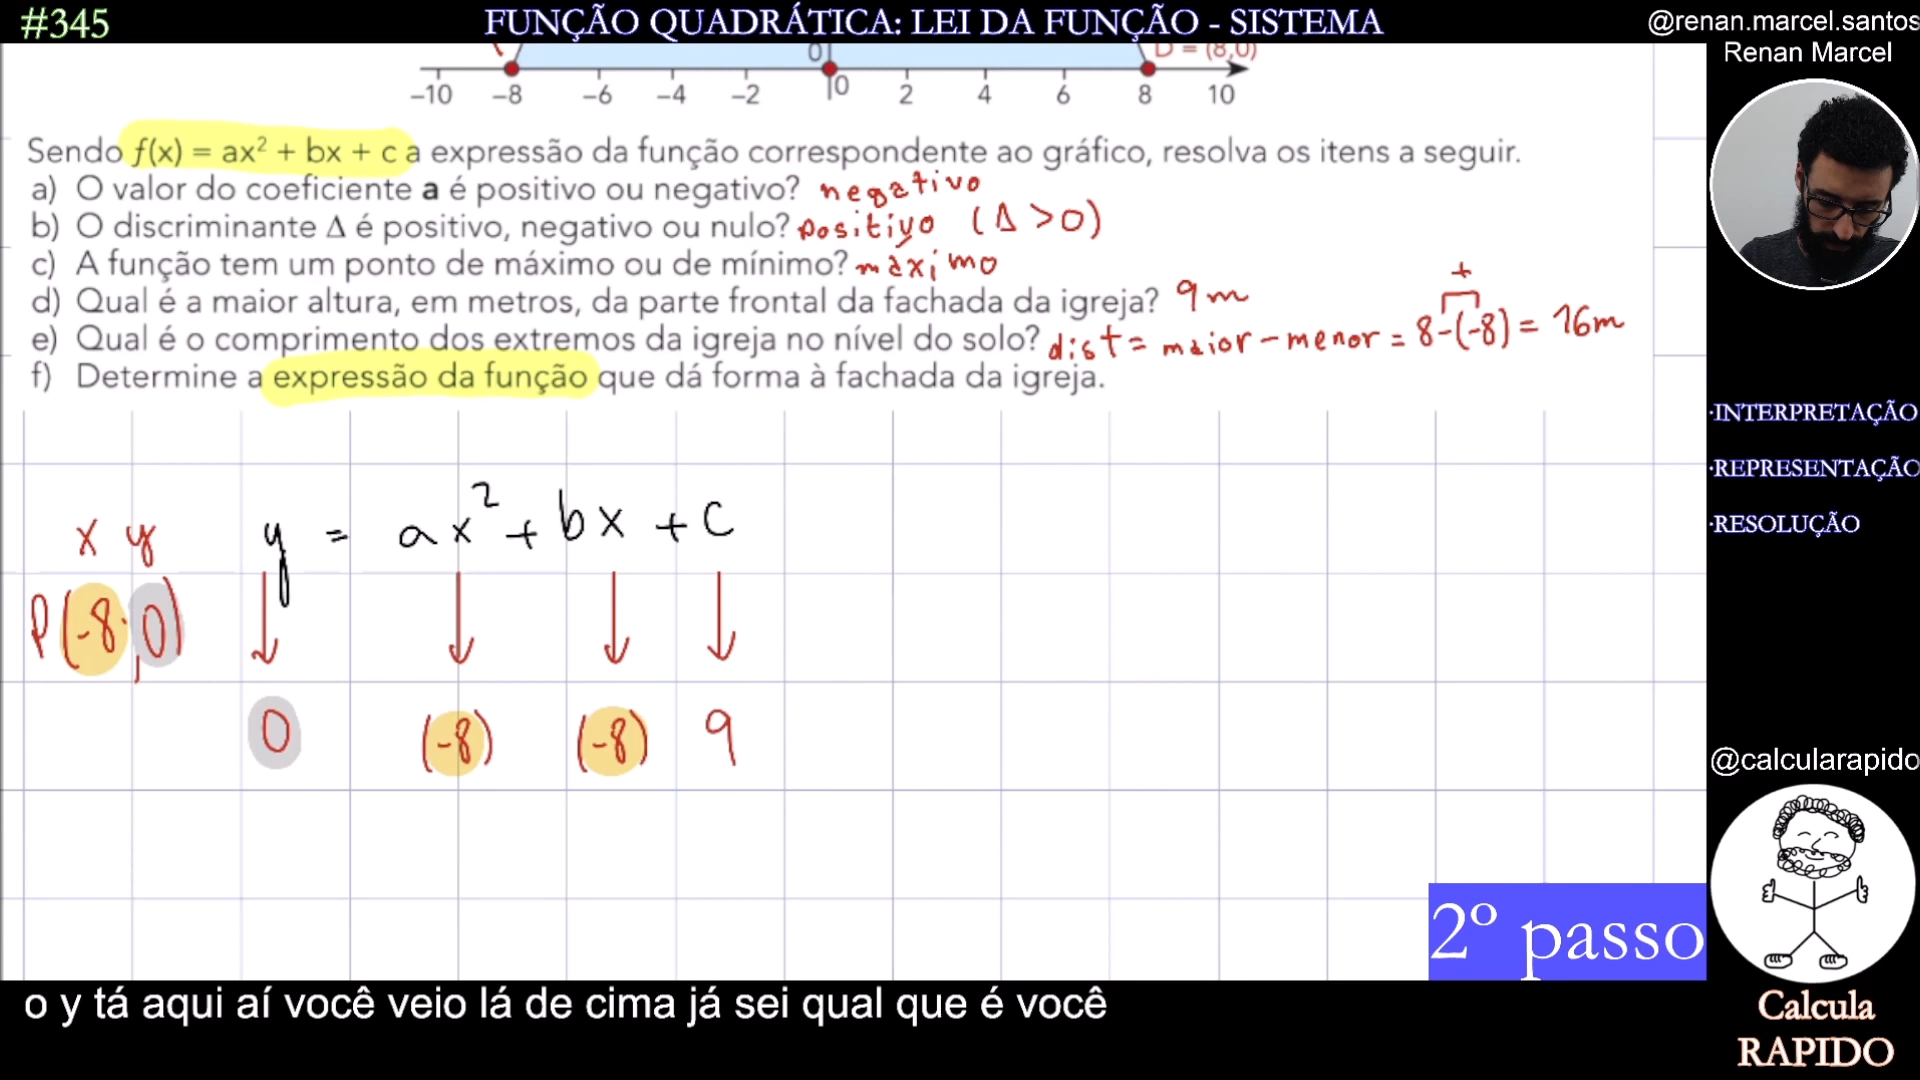 #345
FUNÇÃO QUADRÁTICA: LEI DA FUNÇÃO - SISTEMA
@renan.marcel.santos
Renan Marcel
0
D = (8,0)
−10 −8 −6 −4 −2 0 2 4 6 8 10
Sendo f(x) = ax² + bx + c a expressão da função correspondente ao gráfico, resolva os itens a seguir.
a) O valor do coeficiente a é positivo ou negativo? negativo
b) O discriminante Δ é positivo, negativo ou nulo? positivo (Δ > 0)
c) A função tem um ponto de máximo ou de mínimo? máximo
+
d) Qual é a maior altura, em metros, da parte frontal da fachada da igreja? 9m
e) Qual é o comprimento dos extremos da igreja no nível do solo? dist = maior - menor = 8-(-8) = 16m
f) Determine a expressão da função que dá forma à fachada da igreja.
·INTERPRETAÇÃO
·REPRESENTAÇÃO
·RESOLUÇÃO
x y y = ax² + bx + c
P(-8,0)
0 (-8) (-8) 9
@calcularapido
2º passo
o y tá aqui aí você veio lá de cima já sei qual que é você
Calcula
RAPIDO